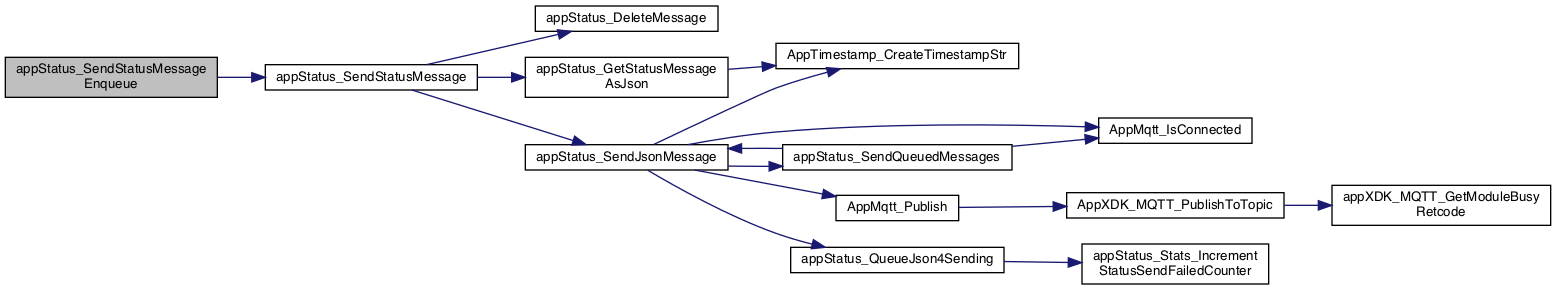 appStatus_SendStatusMessage
Enqueue
appStatus_SendStatusMessage
appStatus_DeleteMessage
appStatus_GetStatusMessage
AsJson
AppTimestamp_CreateTimestampStr
appStatus_SendJsonMessage
appStatus_SendQueuedMessages
AppMqtt_IsConnected
AppMqtt_Publish
AppXDK_MQTT_PublishToTopic
appXDK_MQTT_GetModuleBusy
Retcode
appStatus_QueueJson4Sending
appStatus_Stats_Increment
StatusSendFailedCounter